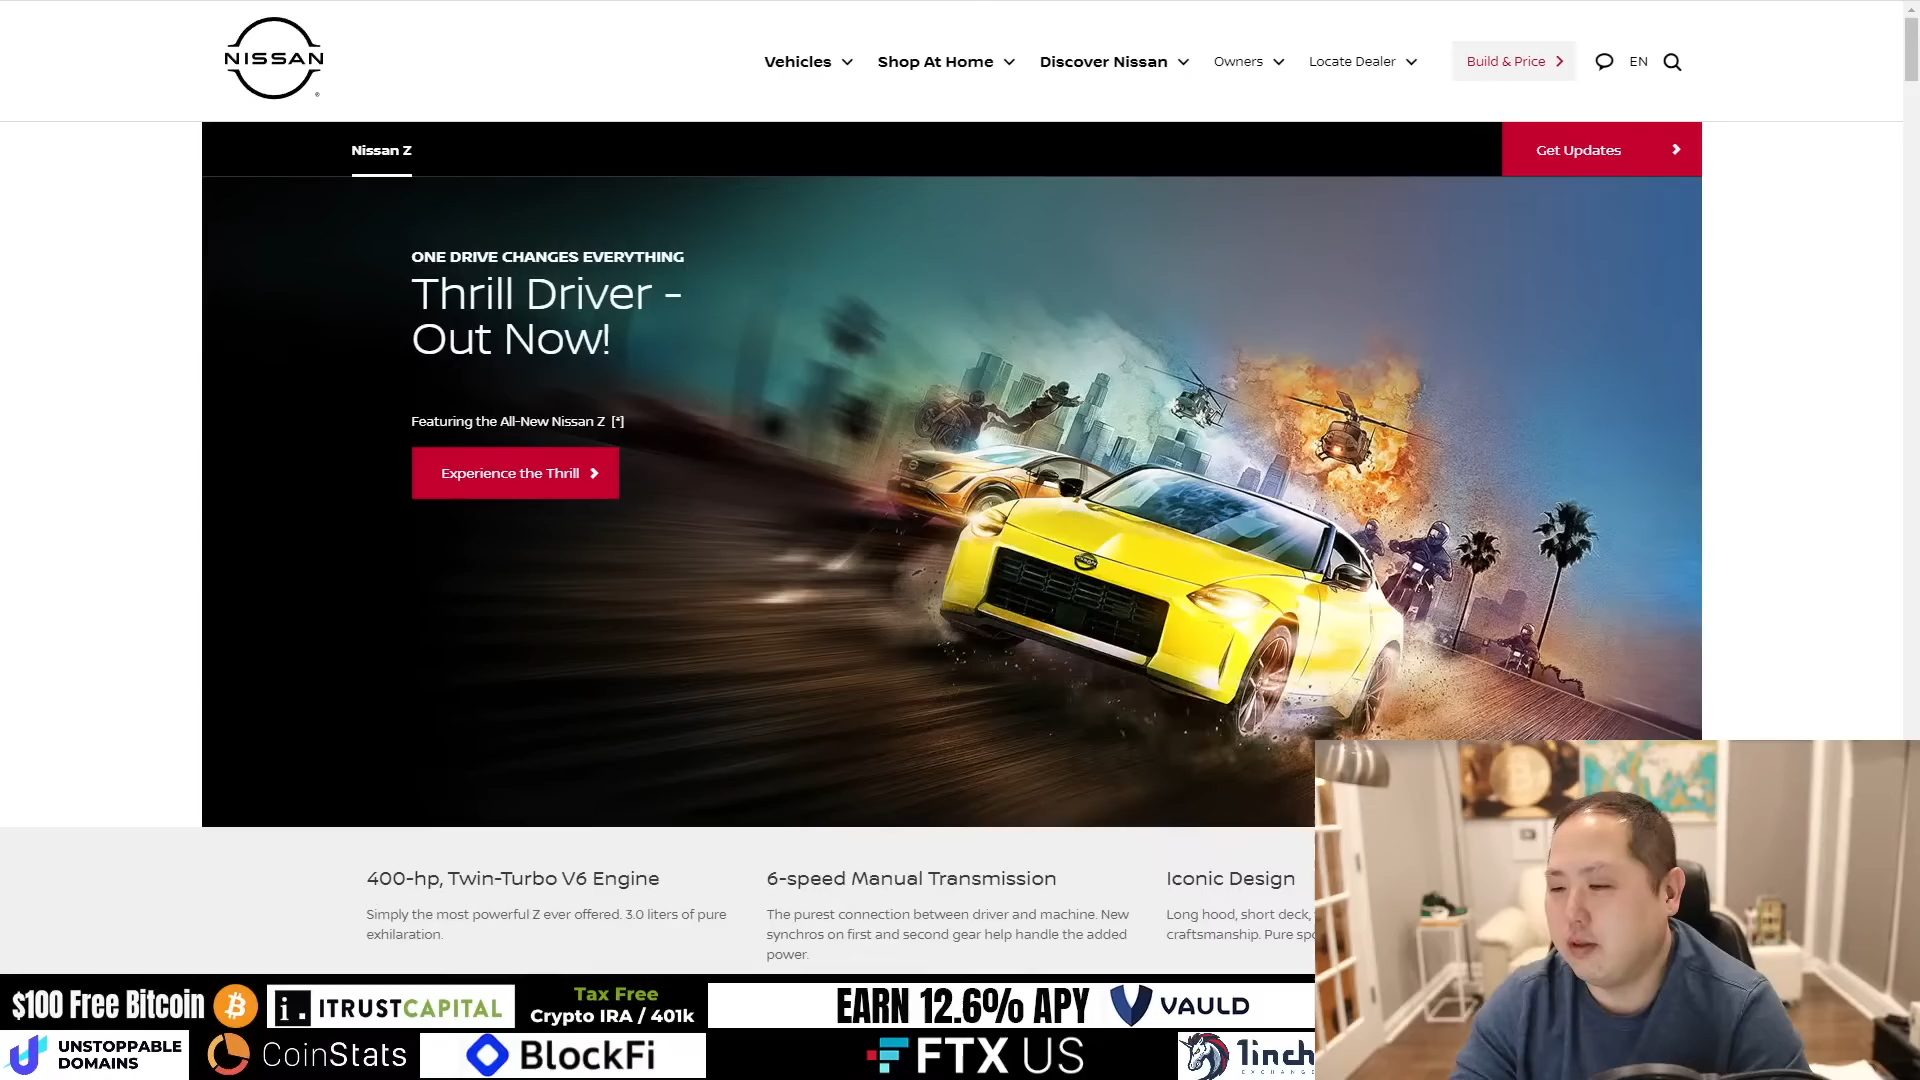 NISSAN
Vehicles
Shop At Home
Discover Nissan
Owners
Locate Dealer
Build & Price
EN
Nissan Z
Get Updates
ONE DRIVE CHANGES EVERYTHING
Thrill Driver -
Out Now!
Featuring the All-New Nissan Z [*]
Experience the Thrill
400-hp, Twin-Turbo V6 Engine
Simply the most powerful Z ever offered. 3.0 liters of pure
exhilaration.
6-speed Manual Transmission
The purest connection between driver and machine. New
synchros on first and second gear help handle the added
power.
Iconic Design
Long hood, short deck,
craftsmanship. Pure spo
$100 Free Bitcoin
i. ITRUSTCAPITAL
Tax Free
Crypto IRA / 401k
EARN 12.6% APY
VAULD
UNSTOPPABLE
DOMAINS
CoinStats
BlockFi
FTX US
1inch
EXCHANGE